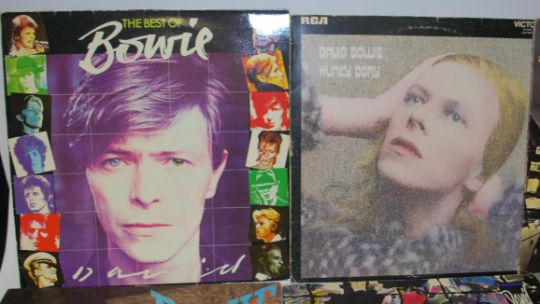 THE BEST OF
Bowie
David
RCA
VICTOR
DAVID BOWIE
HUNKY DORY